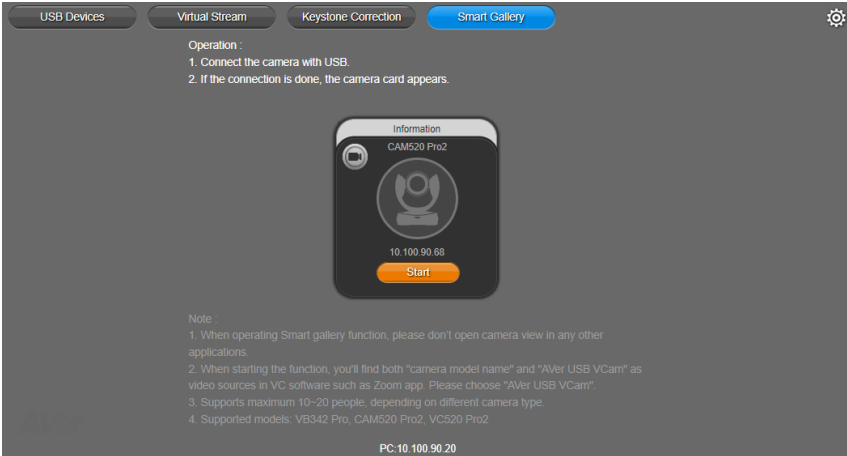 USB Devices
Virtual Stream
Keystone Correction
Smart Gallery
Operation :
1. Connect the camera with USB.
2. If the connection is done, the camera card appears.
Information
CAM520 Pro2
10.100.90.68
Start
Note :
1. When operating Smart gallery function, please don't open camera view in any other
applications.
2. When starting the function, you'll find both "camera model name" and "AVer USB VCam" as
video sources in VC software such as Zoom app. Please choose "AVer USB VCam".
3. Supports maximum 10~20 people, depending on different camera type.
4. Supported models: VB342 Pro, CAM520 Pro2, VC520 Pro2
AVer
PC:10.100.90.20